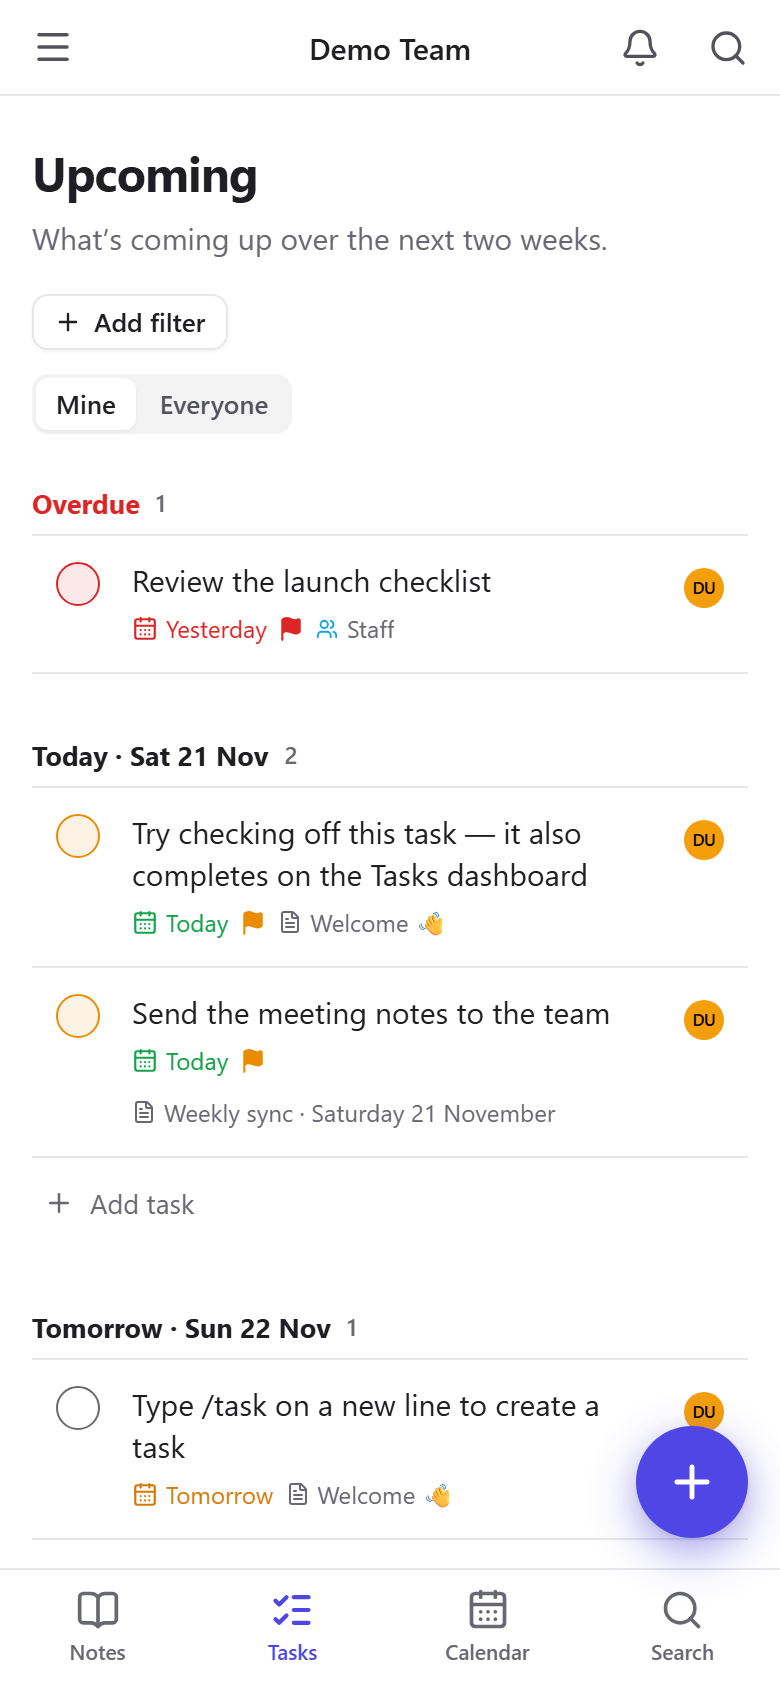 Demo Team
Upcoming
What’s coming up over the next two weeks.
Add filter
Mine Everyone
Overdue 1
Review the launch checklist DU
Yesterday Staff
Today · Sat 21 Nov 2
Try checking off this task — it also DU
completes on the Tasks dashboard
Today Welcome 👋
Send the meeting notes to the team DU
Today
Weekly sync · Saturday 21 November
Add task
Tomorrow · Sun 22 Nov 1
Type /task on a new line to create a DU
task
Tomorrow Welcome 👋
Notes Tasks Calendar Search